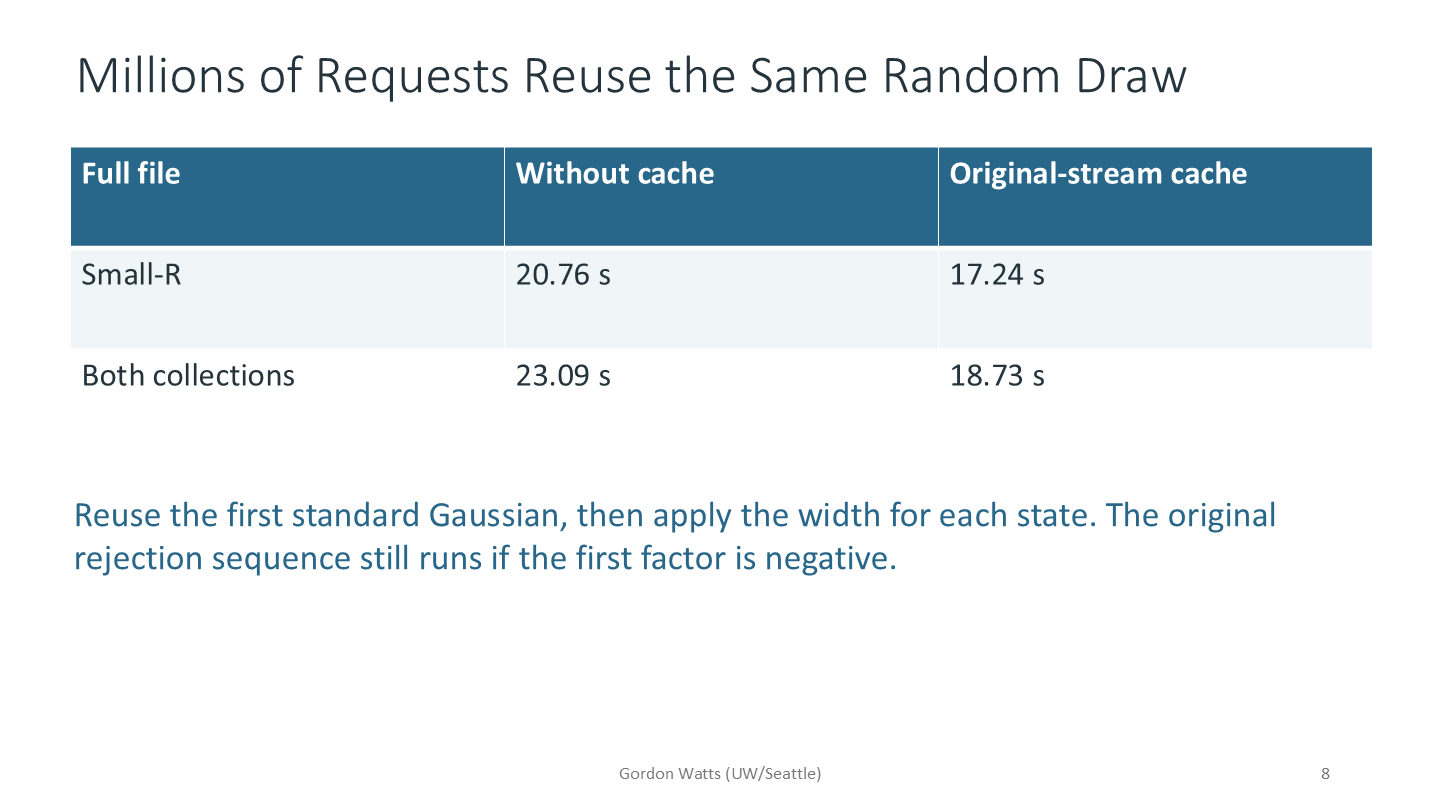 Millions of Requests Reuse the Same Random Draw
Full file Without cache Original-stream cache
Small-R 20.76 s 17.24 s
Both collections 23.09 s 18.73 s
Reuse the first standard Gaussian, then apply the width for each state. The original
rejection sequence still runs if the first factor is negative.
Gordon Watts (UW/Seattle) 8